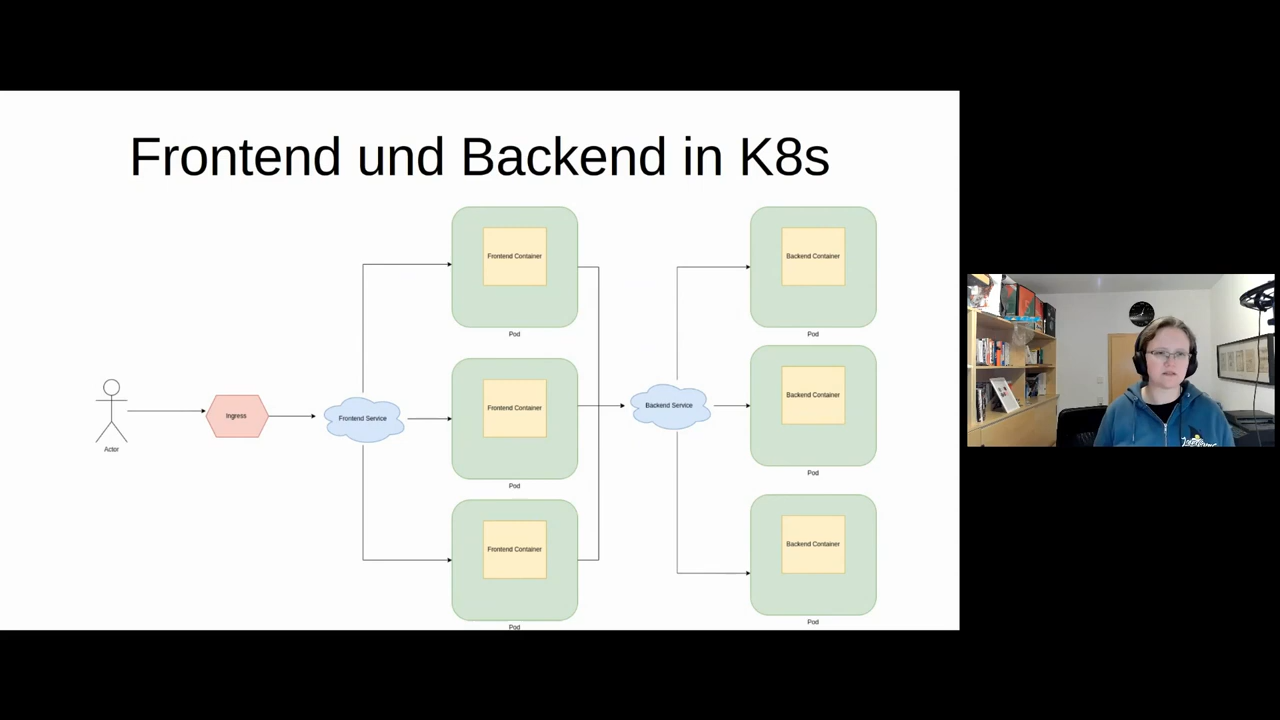 Frontend und Backend in K8s
Frontend Container
Pod
Backend Container
Pod
Actor
Ingress
Frontend Service
Frontend Container
Pod
Backend Service
Backend Container
Pod
Frontend Container
Pod
Backend Container
Pod